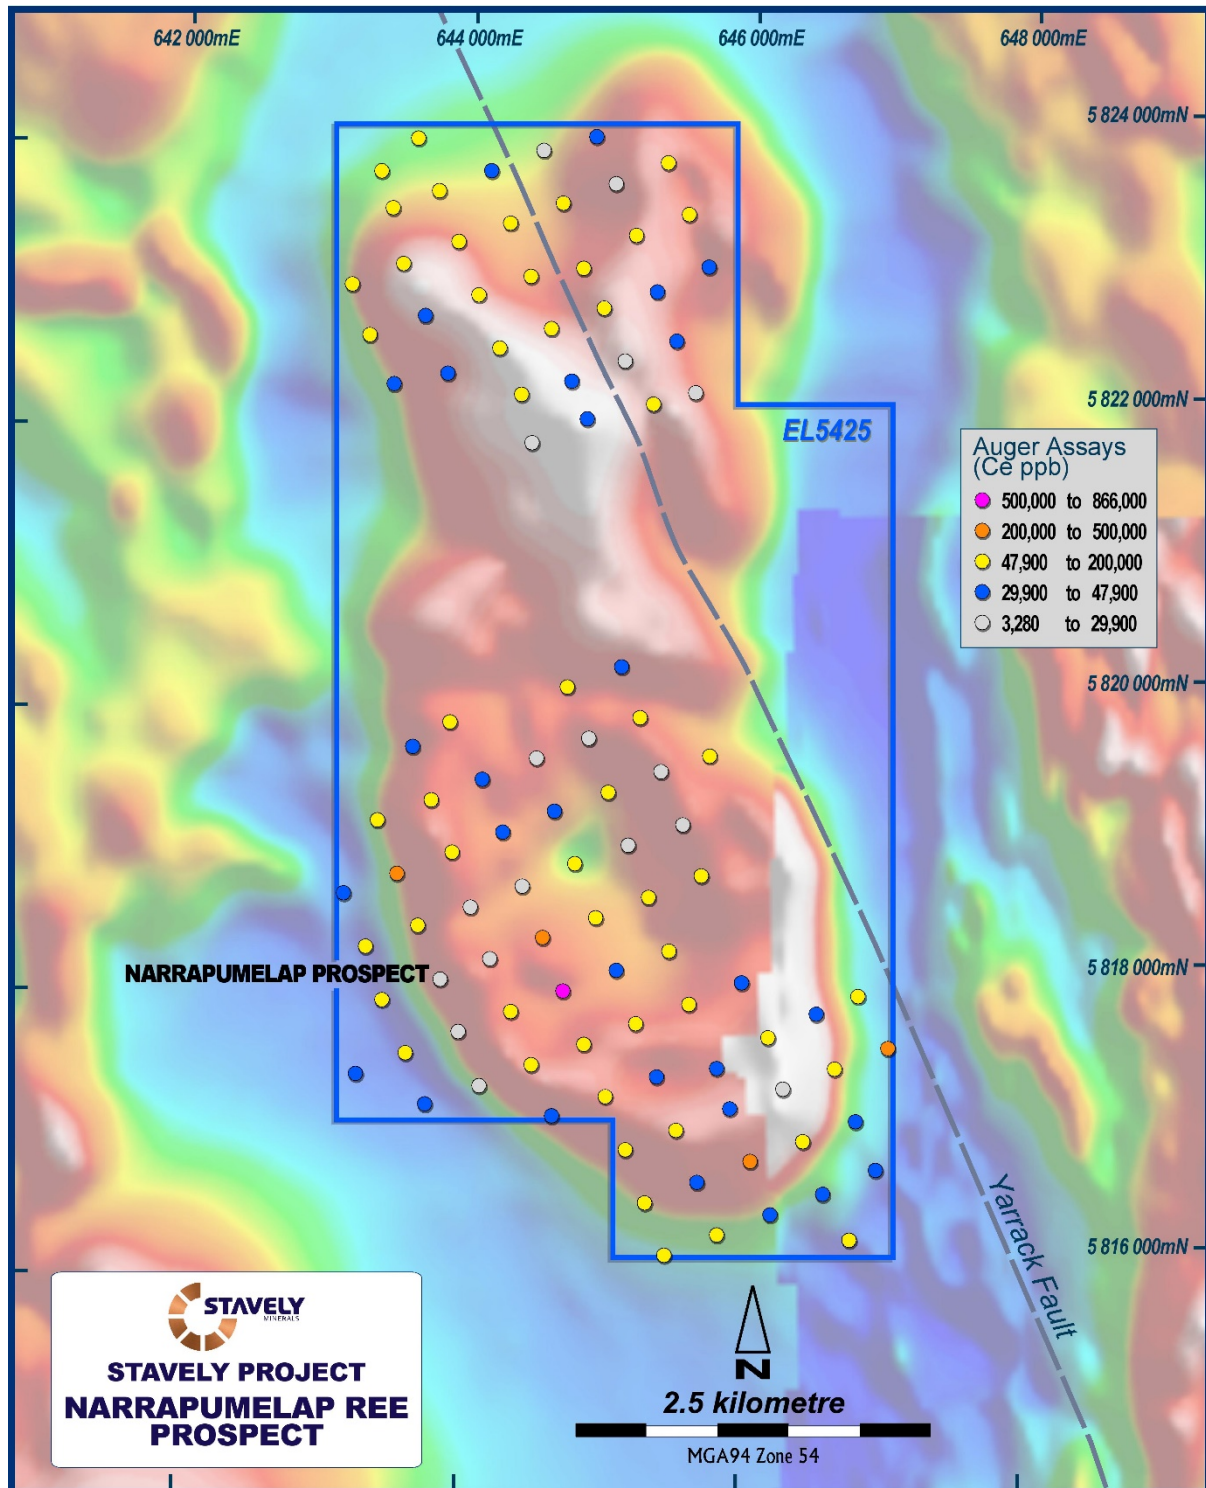 642 000mE
644 000mE
646 000mE
648 000mE
5 824 000mN
5 822 000mN
EL5425
Auger Assays
(Ce ppb)
500,000 to 866,000
200,000 to 500,000
47,900 to 200,000
29,900 to 47,900
3,280 to 29,900
5 820 000mN
5 818 000mN
NARRAPUMELAP PROSPECT
Yarrack Fault
5 816 000mN
STAVELY
MINERALS
STAVELY PROJECT
NARRAPUMELAP REE
PROSPECT
N
2.5 kilometre
MGA94 Zone 54